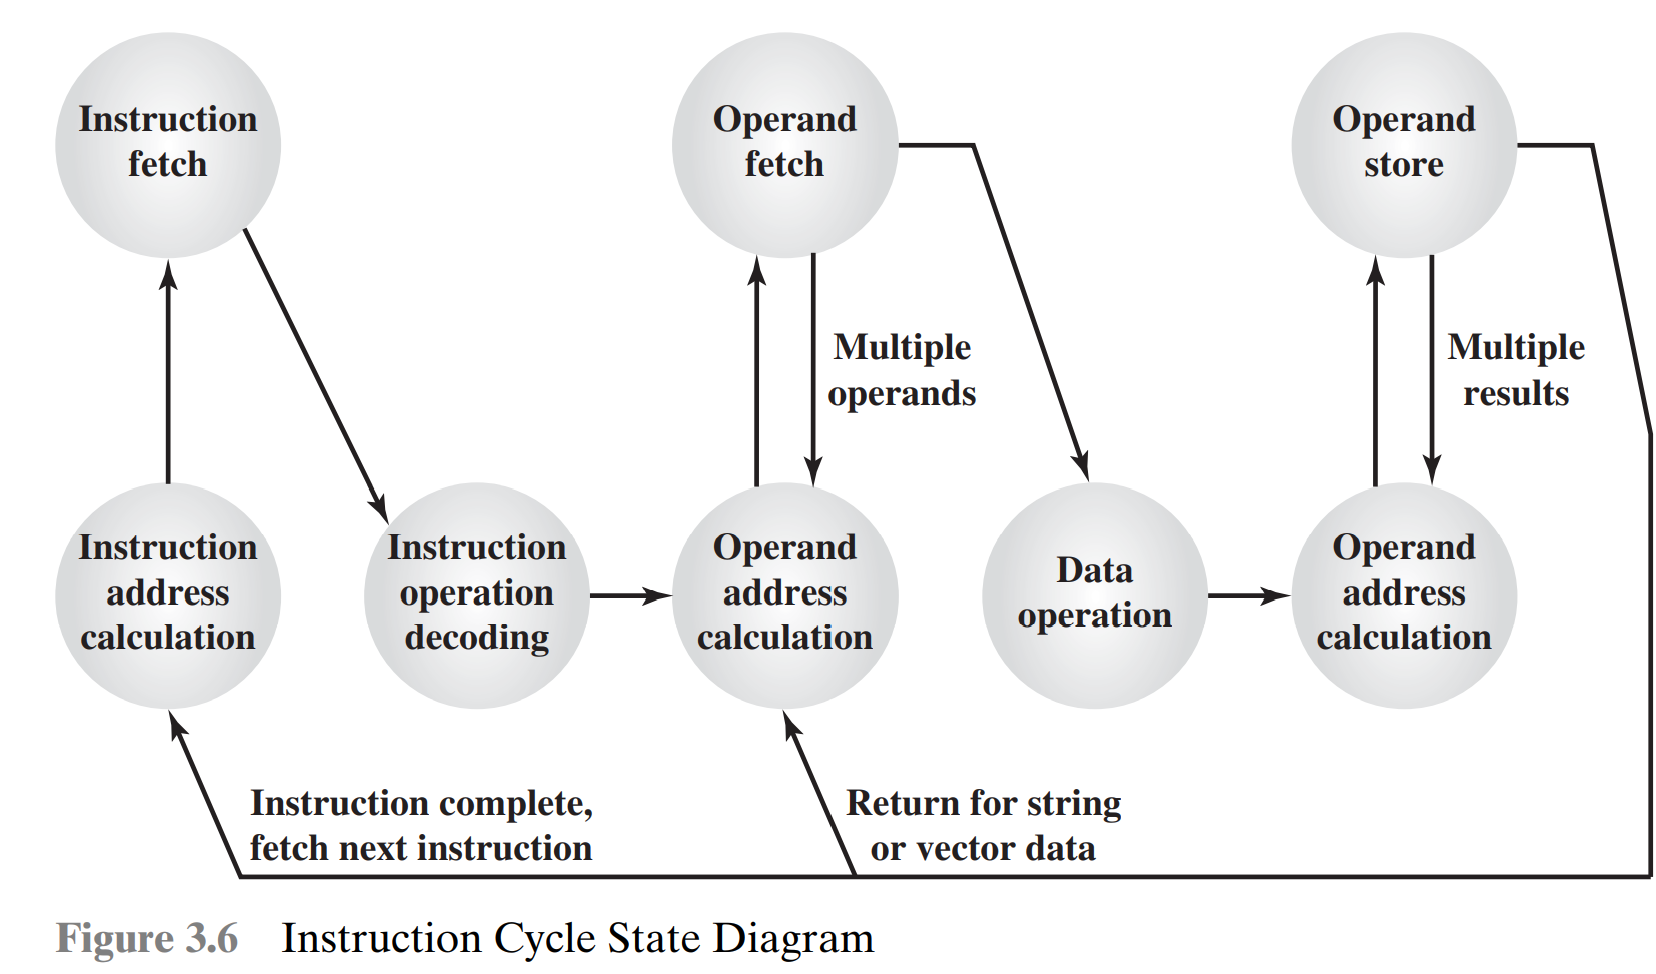 Instruction
fetch
Operand
fetch
Operand
store
Multiple
operands
Multiple
results
Instruction
address
calculation
Instruction
operation
decoding
Operand
address
calculation
Data
operation
Operand
address
calculation
Instruction complete,
fetch next instruction
Return for string
or vector data
Figure 3.6 Instruction Cycle State Diagram